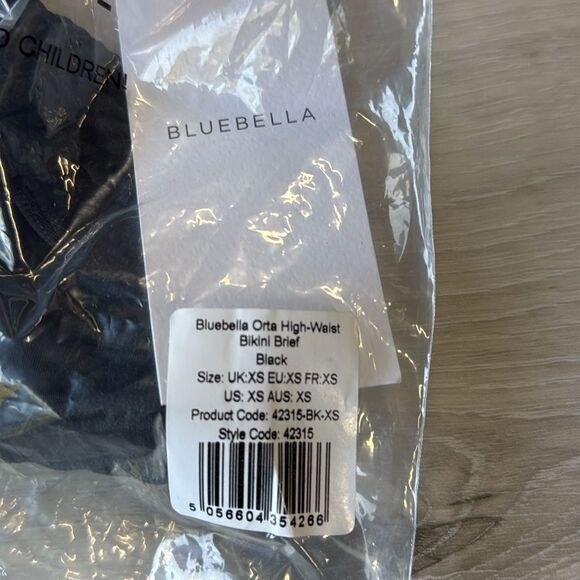 CHILDREN!
BLUEBELLA
Bluebella Orta High-Waist
Bikini Brief
Black
Size: UK:XS EU:XS FR:XS
US: XS AUS: XS
Product Code: 42315-BK-XS
Style Code: 42315
5 056604 354266